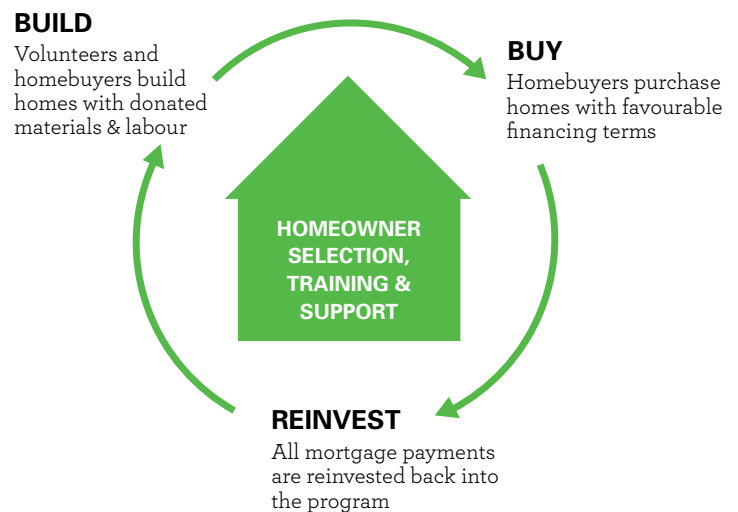 BUILD
Volunteers and
homebuyers build
homes with donated
materials & labour
BUY
Homebuyers purchase
homes with favourable
financing terms
HOMEOWNER
SELECTION,
TRAINING &
SUPPORT
REINVEST
All mortgage payments
are reinvested back into
the program